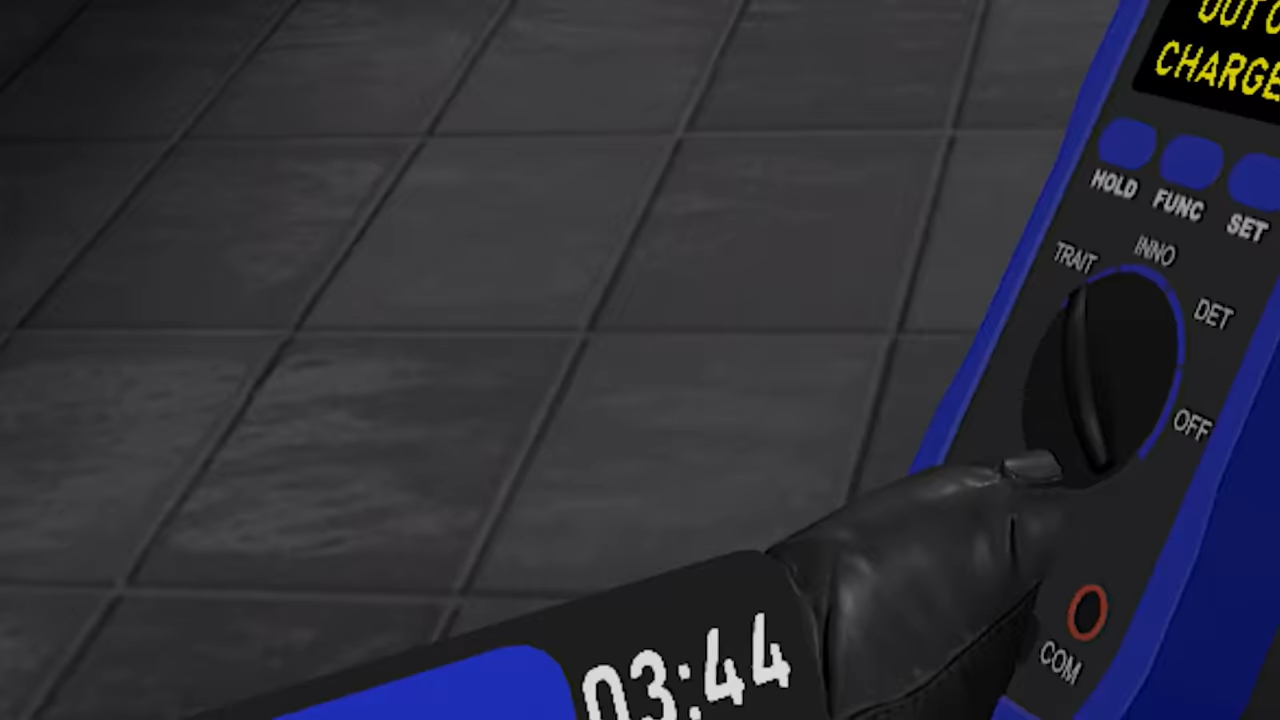 CHARGE
HOLD FUNC SET
TRAIT INNO DET OFF
COM
03:44